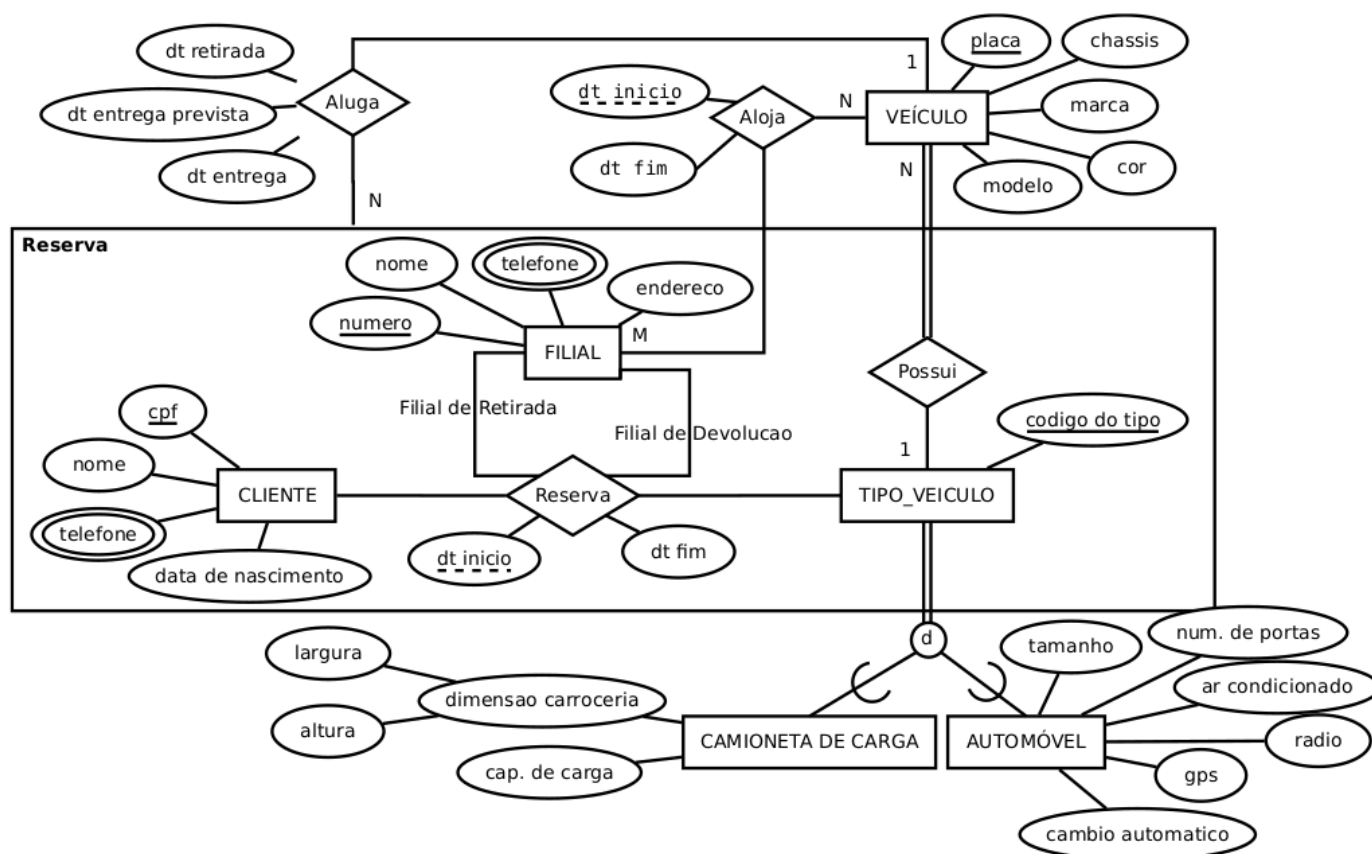 dt retirada
dt entrega prevista
dt entrega
Aluga
N
1
dt inicio
dt fim
Aloja
N
VEÍCULO
placa
chassis
marca
cor
modelo
N
Reserva
nome
telefone
endereco
numero
FILIAL
M
Filial de Retirada
Filial de Devolucao
Possui
1
codigo do tipo
cpf
nome
telefone
data de nascimento
CLIENTE
Reserva
dt inicio
dt fim
TIPO_VEICULO
d
largura
altura
dimensao carroceria
cap. de carga
CAMIONETA DE CARGA
AUTOMÓVEL
tamanho
num. de portas
ar condicionado
radio
gps
cambio automatico